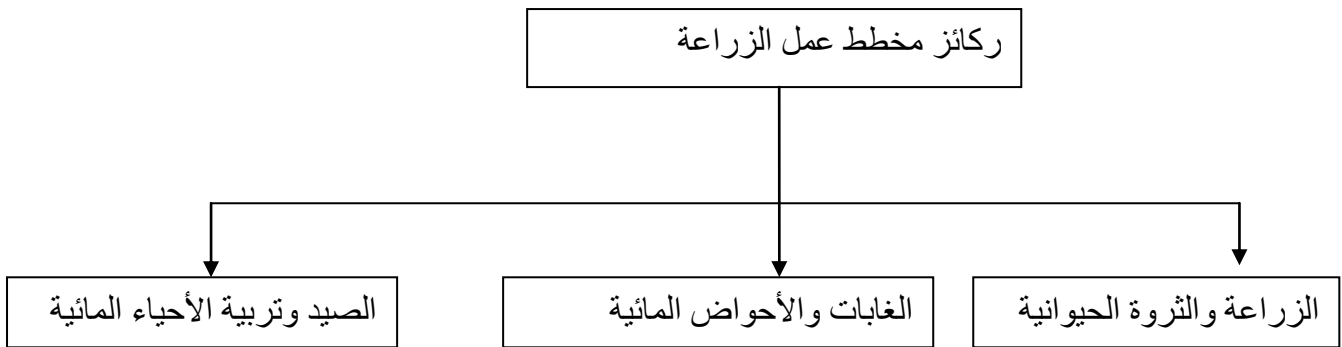 ركائز مخطط عمل الزراعة
الزراعة والثروة الحيوانية
الغابات والأحواض المائية
الصيد وتربية الأحياء المائية